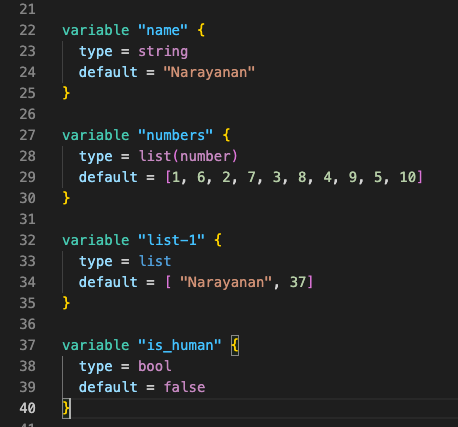 21
22 variable "name" {
23   type = string
24   default = "Narayanan"
25 }
26
27 variable "numbers" {
28   type = list(number)
29   default = [1, 6, 2, 7, 3, 8, 4, 9, 5, 10]
30 }
31
32 variable "list-1" {
33   type = list
34   default = [ "Narayanan", 37]
35 }
36
37 variable "is_human" {
38   type = bool
39   default = false
40 }